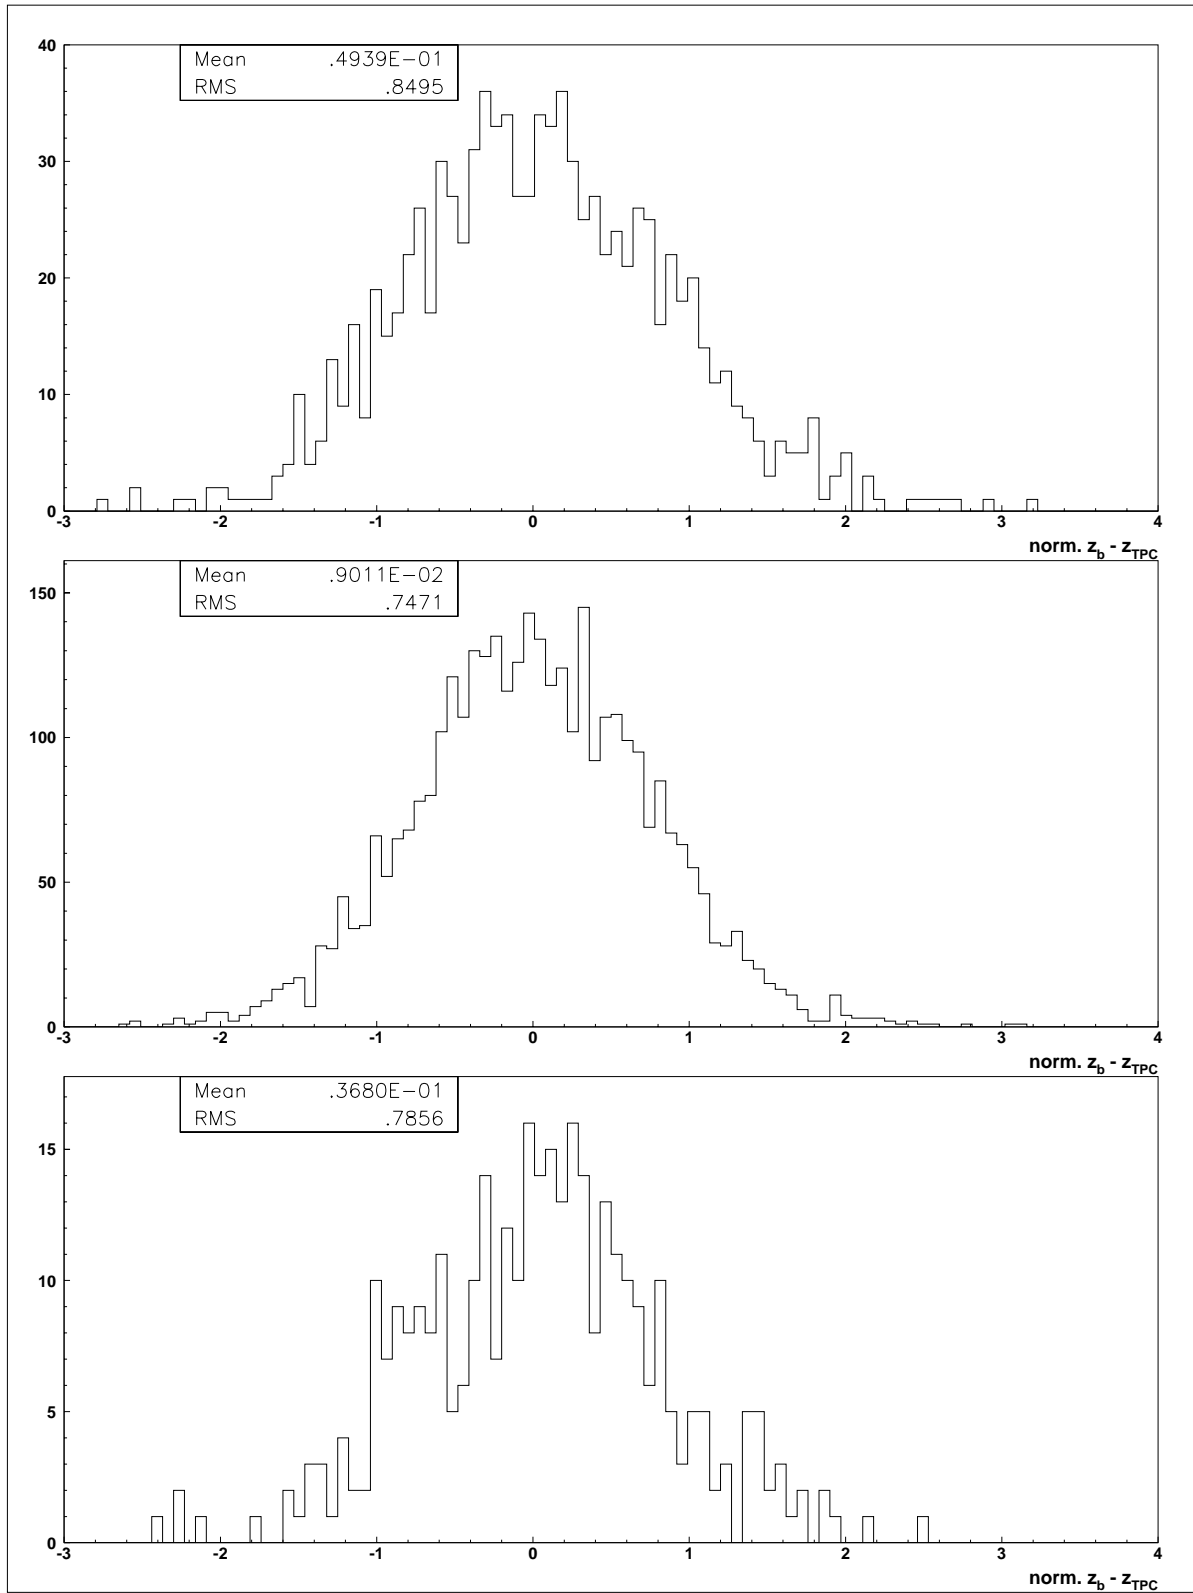 40
Mean .4939E-01
RMS .8495
30
20
10
0
-3 -2 -1 0 1 2 3 4
norm. z_b - z_TPC
150
Mean .9011E-02
RMS .7471
100
50
0
-3 -2 -1 0 1 2 3 4
norm. z_b - z_TPC
Mean .3680E-01
RMS .7856
15
10
5
0
-3 -2 -1 0 1 2 3 4
norm. z_b - z_TPC